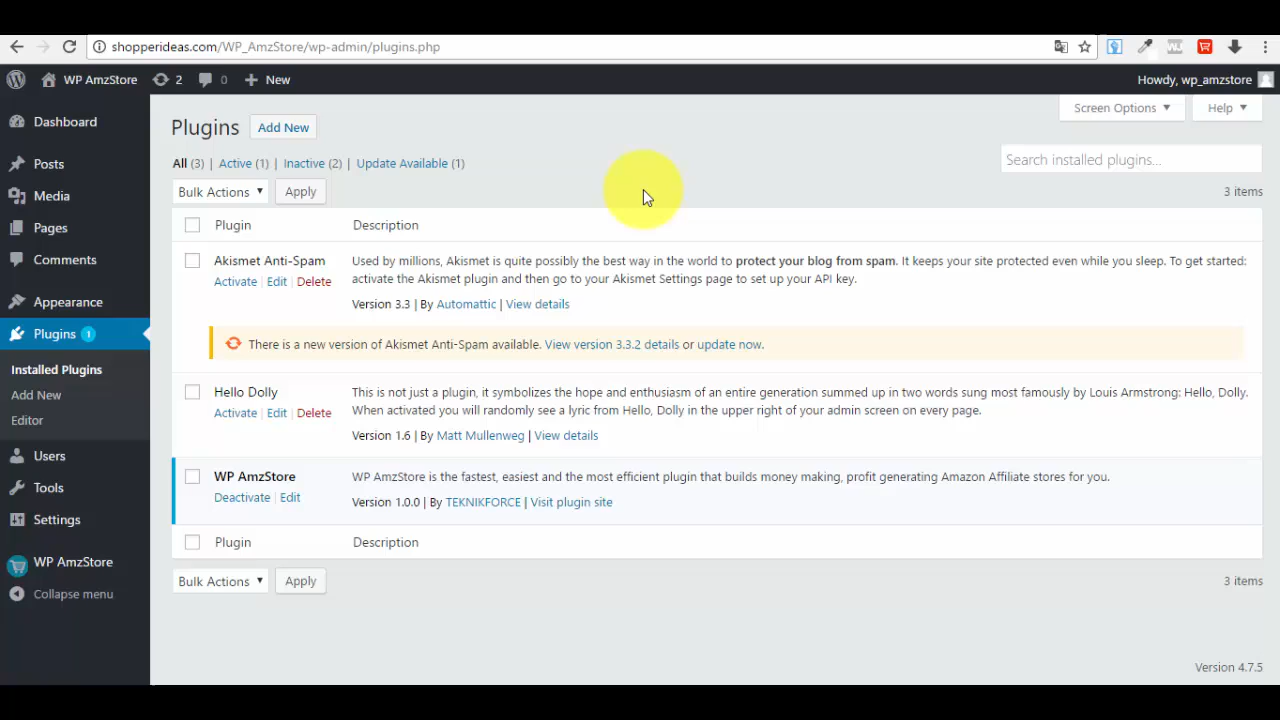 shopperideas.com/WP_AmzStore/wp-admin/plugins.php
WP AmzStore 2 0 New Howdy, wp_amzstore
Screen Options Help
Dashboard
Posts
Media
Pages
Comments
Appearance
Plugins 1
Installed Plugins
Add New
Editor
Users
Tools
Settings
WP AmzStore
Collapse menu
Plugins Add New
All (3) | Active (1) | Inactive (2) | Update Available (1)
Search installed plugins...
Bulk Actions Apply 3 items
Plugin Description
Akismet Anti-Spam
Activate | Edit | Delete
Used by millions, Akismet is quite possibly the best way in the world to protect your blog from spam. It keeps your site protected even while you sleep. To get started:
activate the Akismet plugin and then go to your Akismet Settings page to set up your API key.
Version 3.3 | By Automattic | View details
There is a new version of Akismet Anti-Spam available. View version 3.3.2 details or update now.
Hello Dolly
Activate | Edit | Delete
This is not just a plugin, it symbolizes the hope and enthusiasm of an entire generation summed up in two words sung most famously by Louis Armstrong: Hello, Dolly.
When activated you will randomly see a lyric from Hello, Dolly in the upper right of your admin screen on every page.
Version 1.6 | By Matt Mullenweg | View details
WP AmzStore
Deactivate | Edit
WP AmzStore is the fastest, easiest and the most efficient plugin that builds money making, profit generating Amazon Affiliate stores for you.
Version 1.0.0 | By TEKNIKFORCE | Visit plugin site
Plugin Description
Bulk Actions Apply 3 items
Version 4.7.5